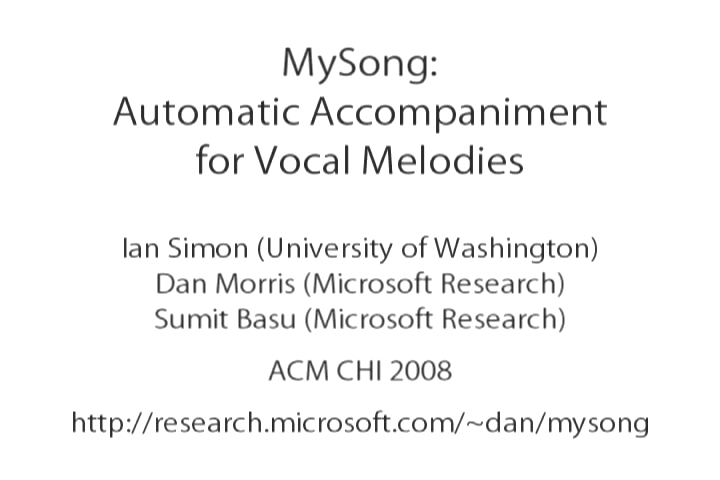 MySong:
Automatic Accompaniment
for Vocal Melodies
Ian Simon (University of Washington)
Dan Morris (Microsoft Research)
Sumit Basu (Microsoft Research)
ACM CHI 2008
http://research.microsoft.com/~dan/mysong